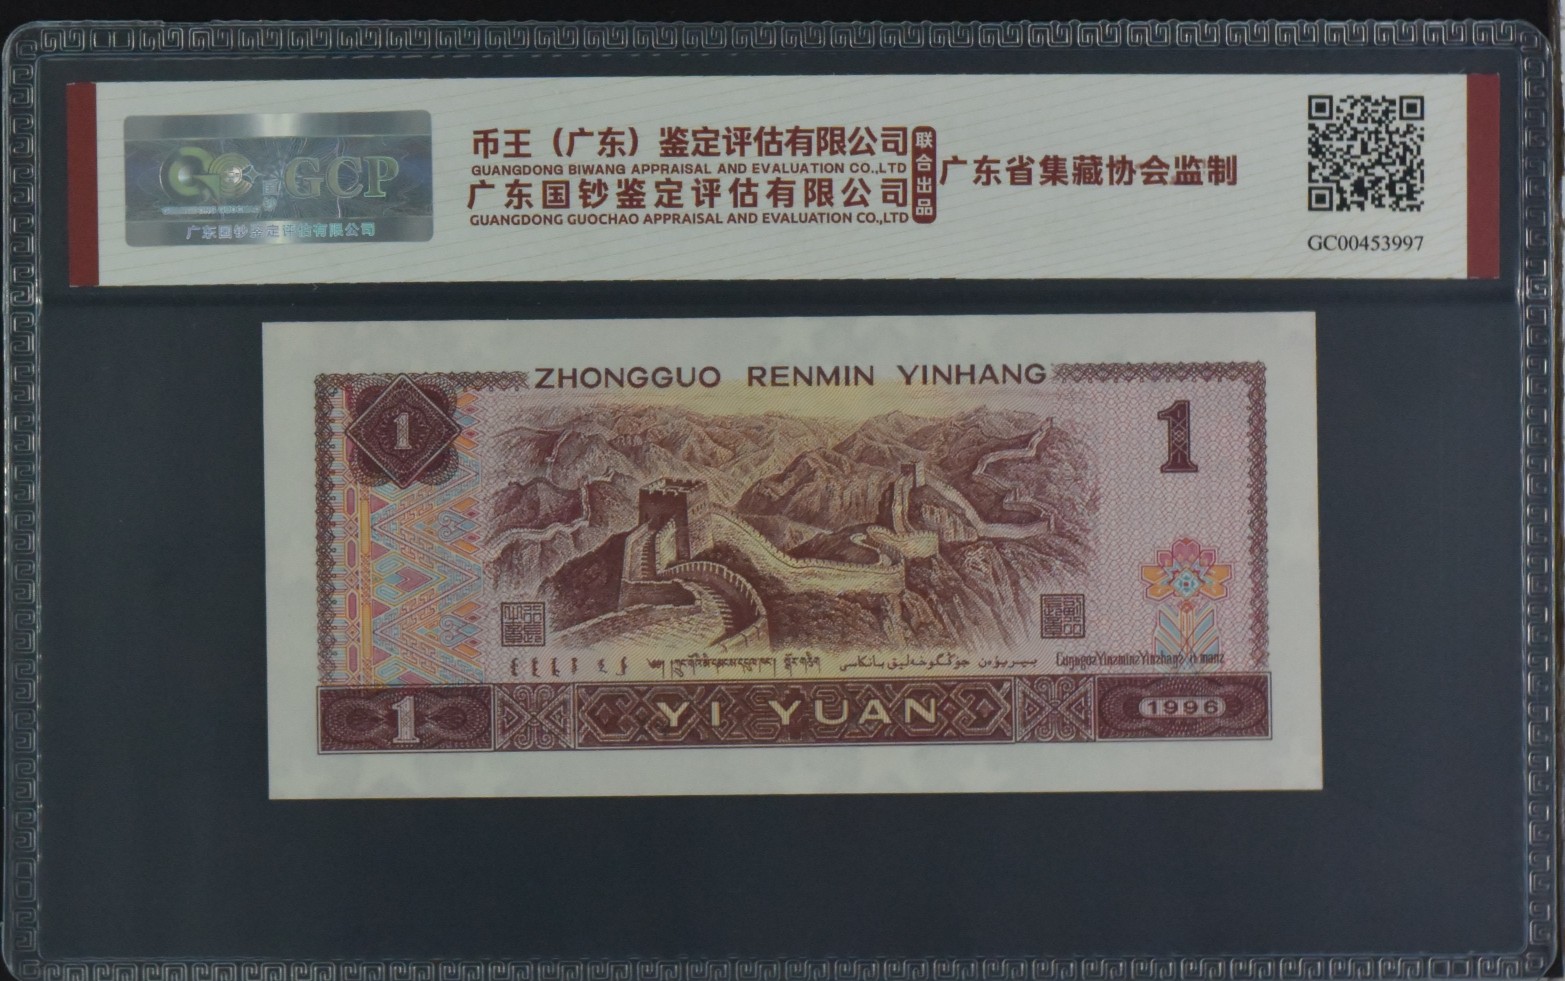 GCP
国钞
广东国钞鉴定评估有限公司
币王（广东）鉴定评估有限公司
GUANGDONG BIWANG APPRAISAL AND EVALUATION CO.,LTD
广东国钞鉴定评估有限公司
GUANGDONG GUOCHAO APPRAISAL AND EVALUATION CO.,LTD
联合出品
广东省集藏协会监制
GC00453997
ZHONGGUO RENMIN YINHANG
1
1
1
YI YUAN
1996